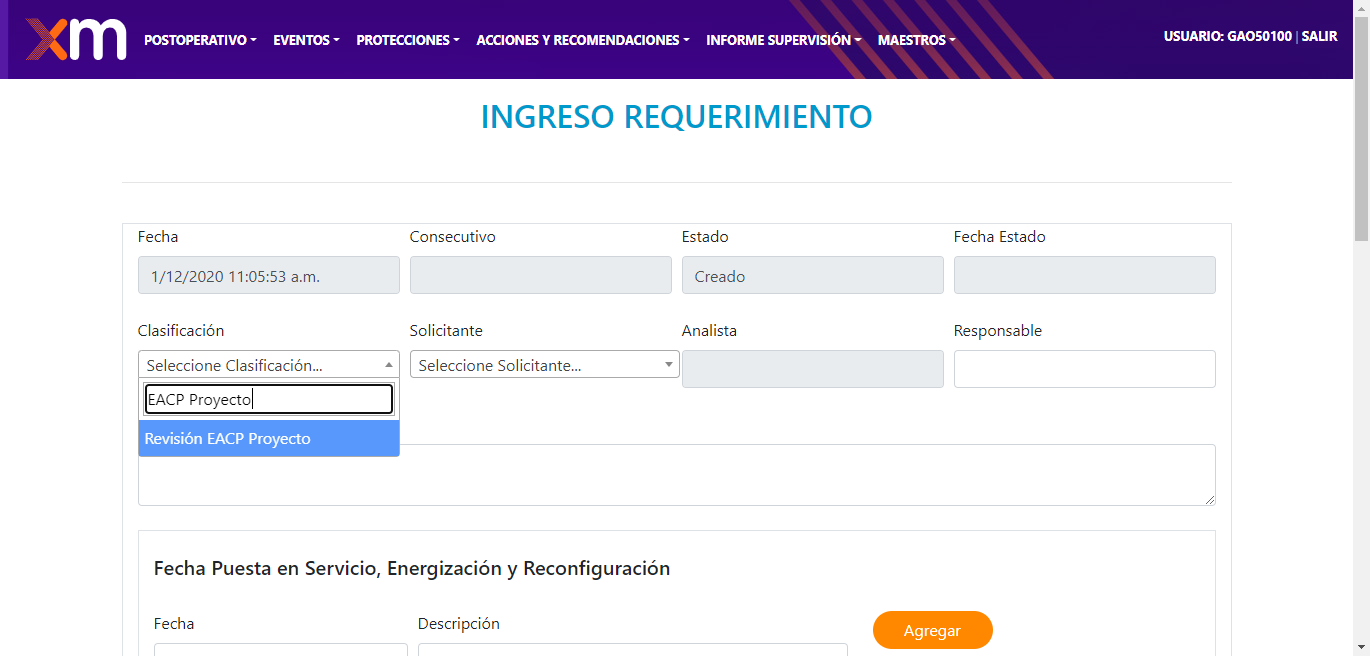 xm POSTOPERATIVO EVENTOS PROTECCIONES ACCIONES Y RECOMENDACIONES INFORME SUPERVISIÓN MAESTROS USUARIO: GAO50100 | SALIR
INGRESO REQUERIMIENTO
Fecha Consecutivo Estado Fecha Estado
1/12/2020 11:05:53 a.m. Creado
Clasificación Solicitante Analista Responsable
Seleccione Clasificación... Seleccione Solicitante...
EACP Proyecto
Revisión EACP Proyecto
Fecha Puesta en Servicio, Energización y Reconfiguración
Fecha Descripción Agregar